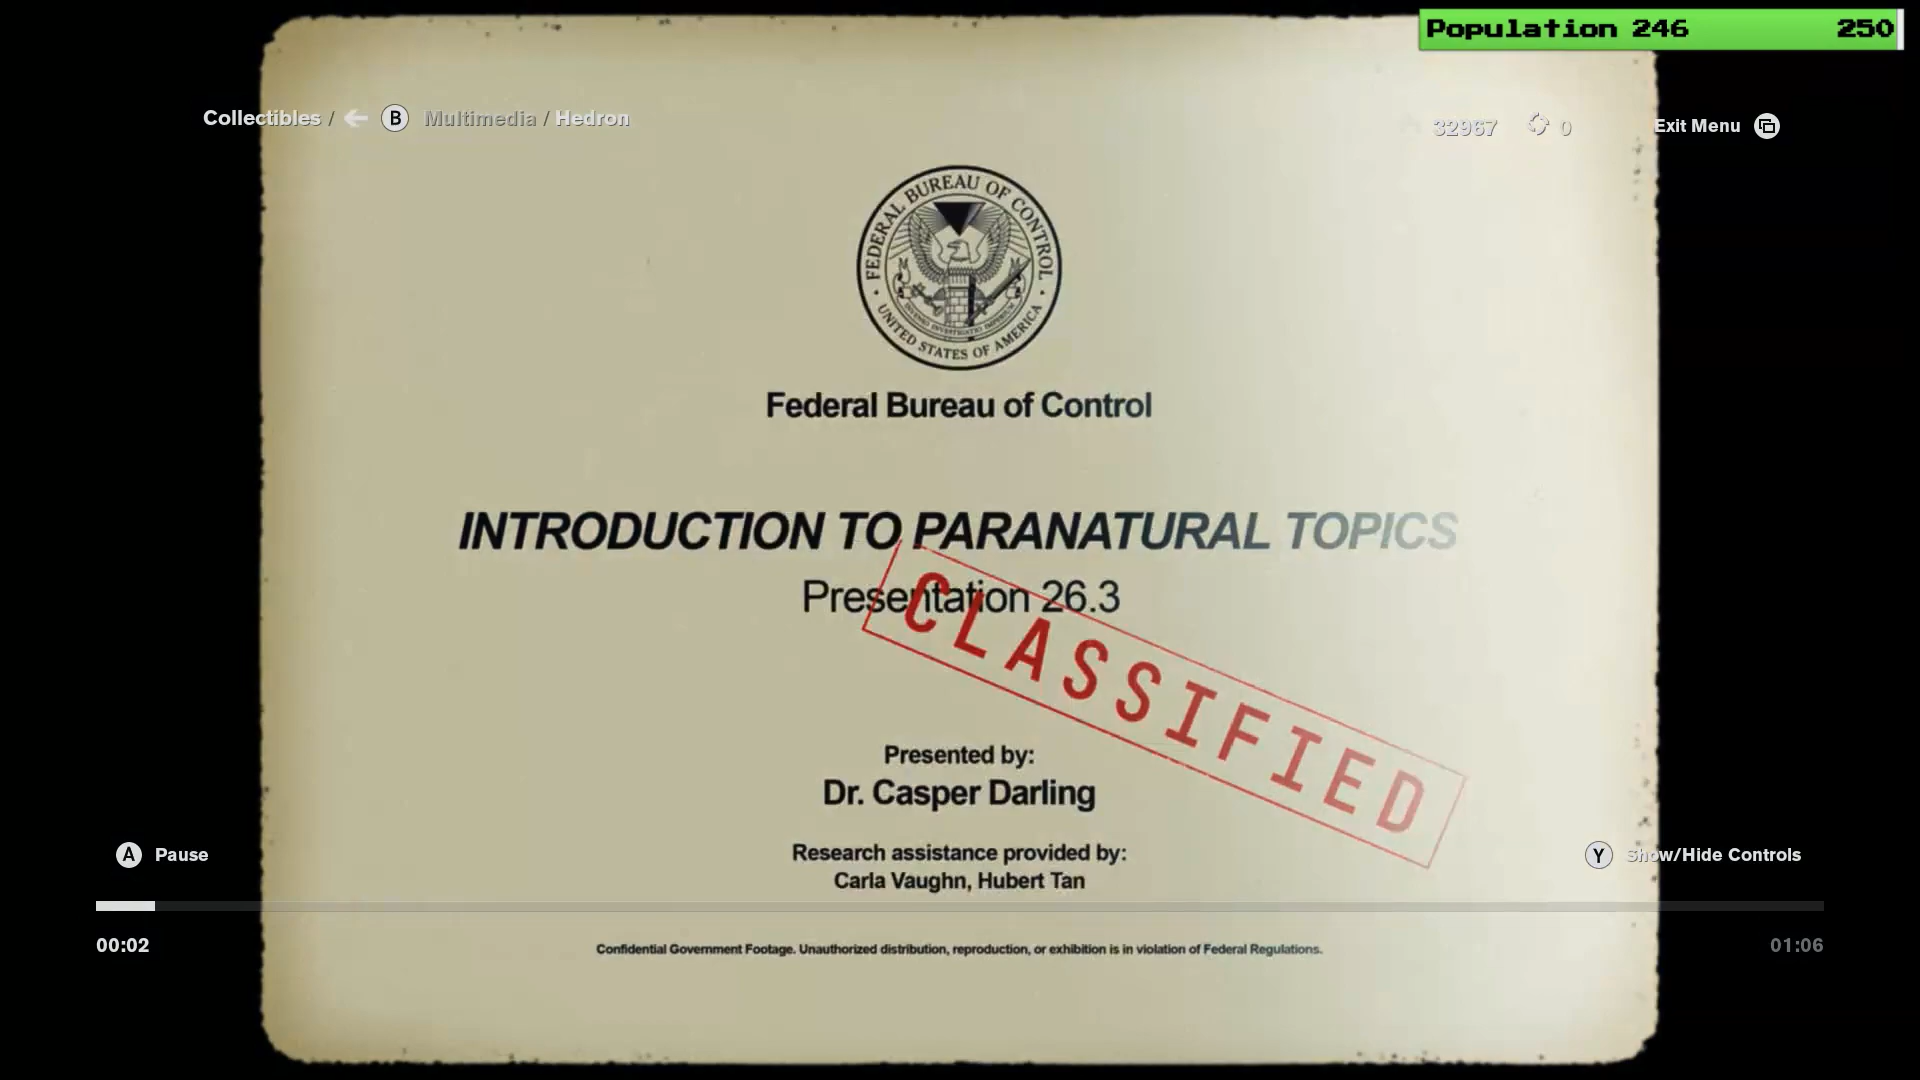 Population 246 250
Collectibles / B Multimedia / Hedron
32967 0 Exit Menu
FEDERAL BUREAU OF CONTROL
UNITED STATES OF AMERICA
Federal Bureau of Control
INTRODUCTION TO PARANATURAL TOPICS
Presentation 26.3
CLASSIFIED
Presented by:
Dr. Casper Darling
Research assistance provided by:
Carla Vaughn, Hubert Tan
A Pause
Y Show/Hide Controls
00:02
01:06
Confidential Government Footage. Unauthorized distribution, reproduction, or exhibition is in violation of Federal Regulations.